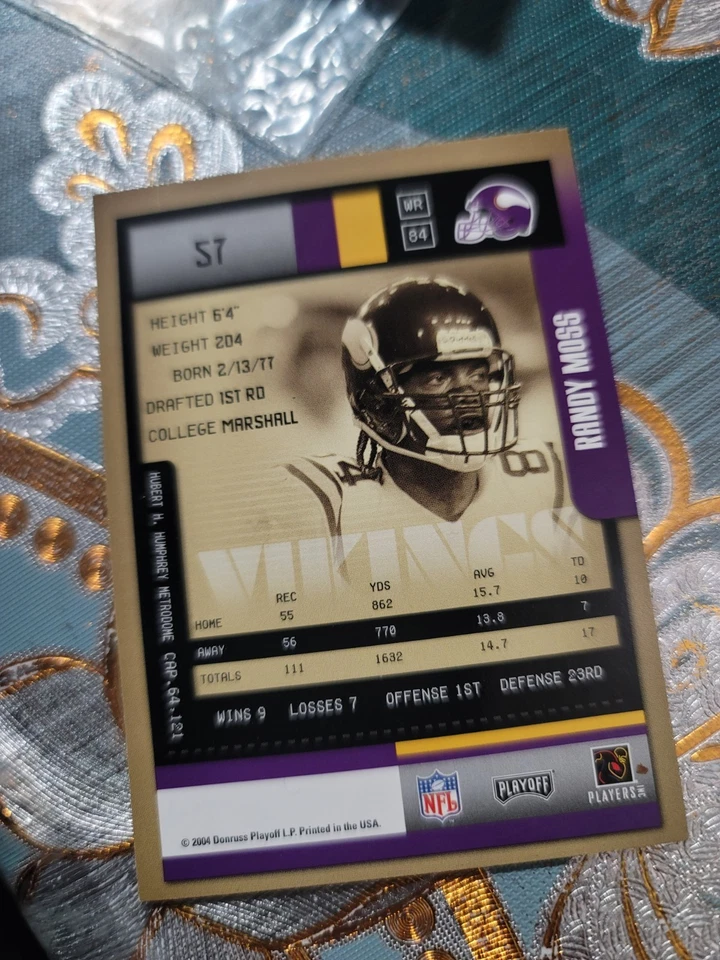 57
WR
84
RANDY MOSS
HEIGHT 6'4"
WEIGHT 204
BORN 2/13/77
DRAFTED 1ST RD
COLLEGE MARSHALL
HUBERT H. HUMPHREY METRODOME CAP. 64,121
84
VIKINGS
REC YDS AVG TD
HOME 55 862 15.7 10
AWAY 56 770 13.8 7
TOTALS 111 1632 14.7 17
WINS 9 LOSSES 7 OFFENSE 1ST DEFENSE 23RD
NFL
PLAYOFF
PLAYERS INC
© 2004 Donruss Playoff L.P. Printed in the USA.